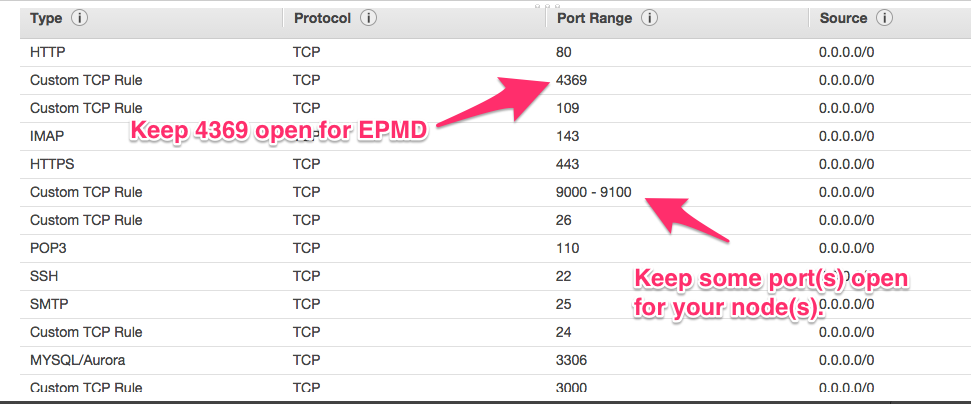 Type i Protocol i Port Range i Source i
HTTP TCP 80 0.0.0.0/0
Custom TCP Rule TCP 4369 0.0.0.0/0
Custom TCP Rule TCP 109 0.0.0.0/0
Keep 4369 open for EPMD
IMAP TCP 143 0.0.0.0/0
HTTPS TCP 443 0.0.0.0/0
Custom TCP Rule TCP 9000 - 9100 0.0.0.0/0
Custom TCP Rule TCP 26 0.0.0.0/0
POP3 TCP 110 0.0.0.0/0
SSH TCP 22 0.0.0.0/0
Keep some port(s) open
for your node(s).
SMTP TCP 25 0.0.0.0/0
Custom TCP Rule TCP 24 0.0.0.0/0
MYSQL/Aurora TCP 3306 0.0.0.0/0
Custom TCP Rule TCP 3000 0.0.0.0/0